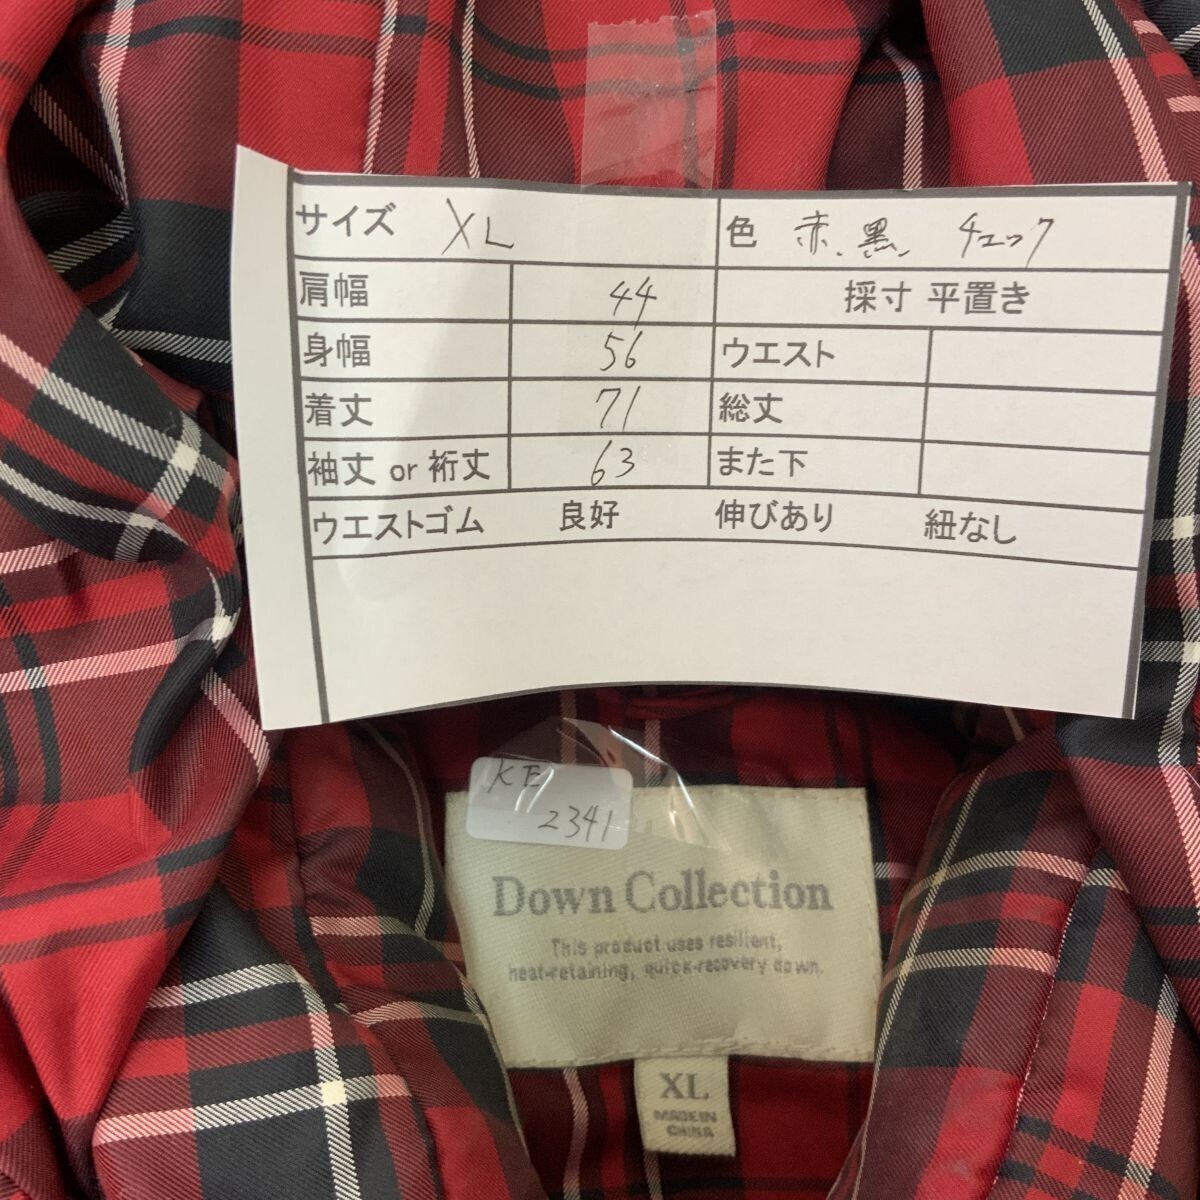 サイズ XL 色 赤、黒、チェック
肩幅 44 採寸 平置き
身幅 56 ウエスト
着丈 71 総丈
袖丈 or 裄丈 63 また下
ウエストゴム 良好 伸びあり 紐なし
KE
2341
Down Collection
This product uses resilient,
heat-retaining, quick-recovery down.
XL
MADE IN
CHINA